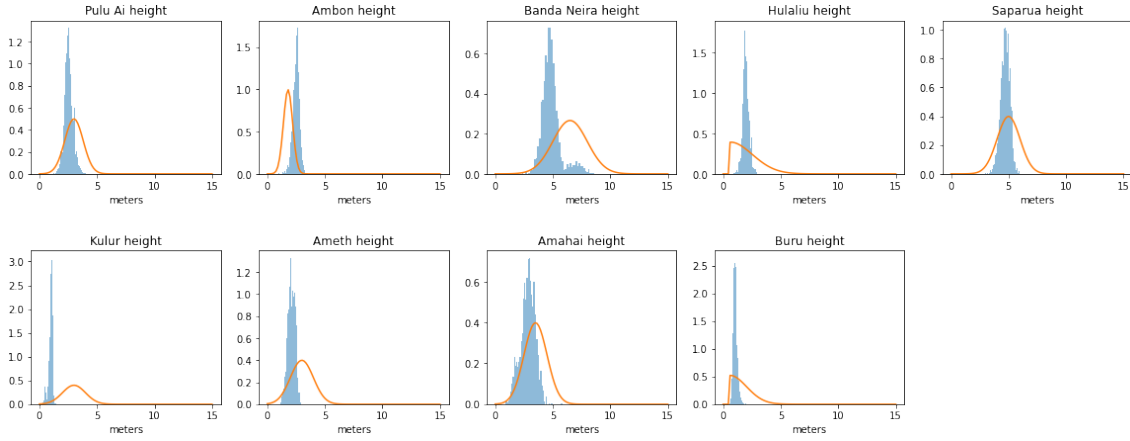 Pulu Ai height
1.2
1.0
0.8
0.6
0.4
0.2
0.0
0 5 10 15
meters
Ambon height
1.5
1.0
0.5
0.0
0 5 10 15
meters
Banda Neira height
0.6
0.4
0.2
0.0
0 5 10 15
meters
Hulaliu height
1.5
1.0
0.5
0.0
0 5 10 15
meters
Saparua height
1.0
0.8
0.6
0.4
0.2
0.0
0 5 10 15
meters
Kulur height
3.0
2.5
2.0
1.5
1.0
0.5
0.0
0 5 10 15
meters
Ameth height
1.4
1.2
1.0
0.8
0.6
0.4
0.2
0.0
0 5 10 15
meters
Amahai height
0.6
0.4
0.2
0.0
0 5 10 15
meters
Buru height
2.5
2.0
1.5
1.0
0.5
0.0
0 5 10 15
meters